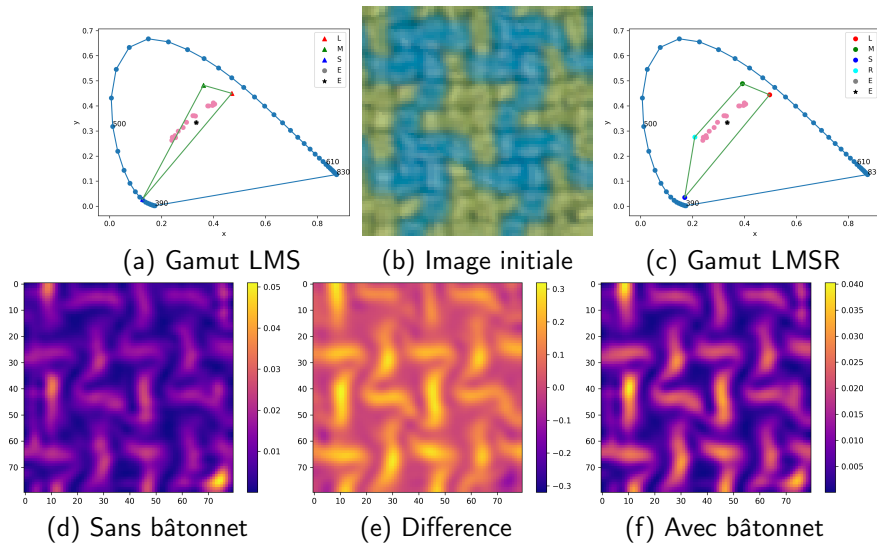 0.7
0.6
0.5
0.4
0.3
0.2
0.1
0.0
y
0.0 0.2 0.4 0.6 0.8
x
500
390
610
830
L
M
S
E
E
(a) Gamut LMS
(b) Image initiale
0.7
0.6
0.5
0.4
0.3
0.2
0.1
0.0
y
0.0 0.2 0.4 0.6 0.8
x
500
390
610
830
L
M
S
R
E
E
(c) Gamut LMSR
0
10
20
30
40
50
60
70
0 10 20 30 40 50 60 70
0.05
0.04
0.03
0.02
0.01
(d) Sans bâtonnet
0
10
20
30
40
50
60
70
0 10 20 30 40 50 60 70
0.3
0.2
0.1
0.0
−0.1
−0.2
−0.3
(e) Difference
0
10
20
30
40
50
60
70
0 10 20 30 40 50 60 70
0.040
0.035
0.030
0.025
0.020
0.015
0.010
0.005
(f) Avec bâtonnet